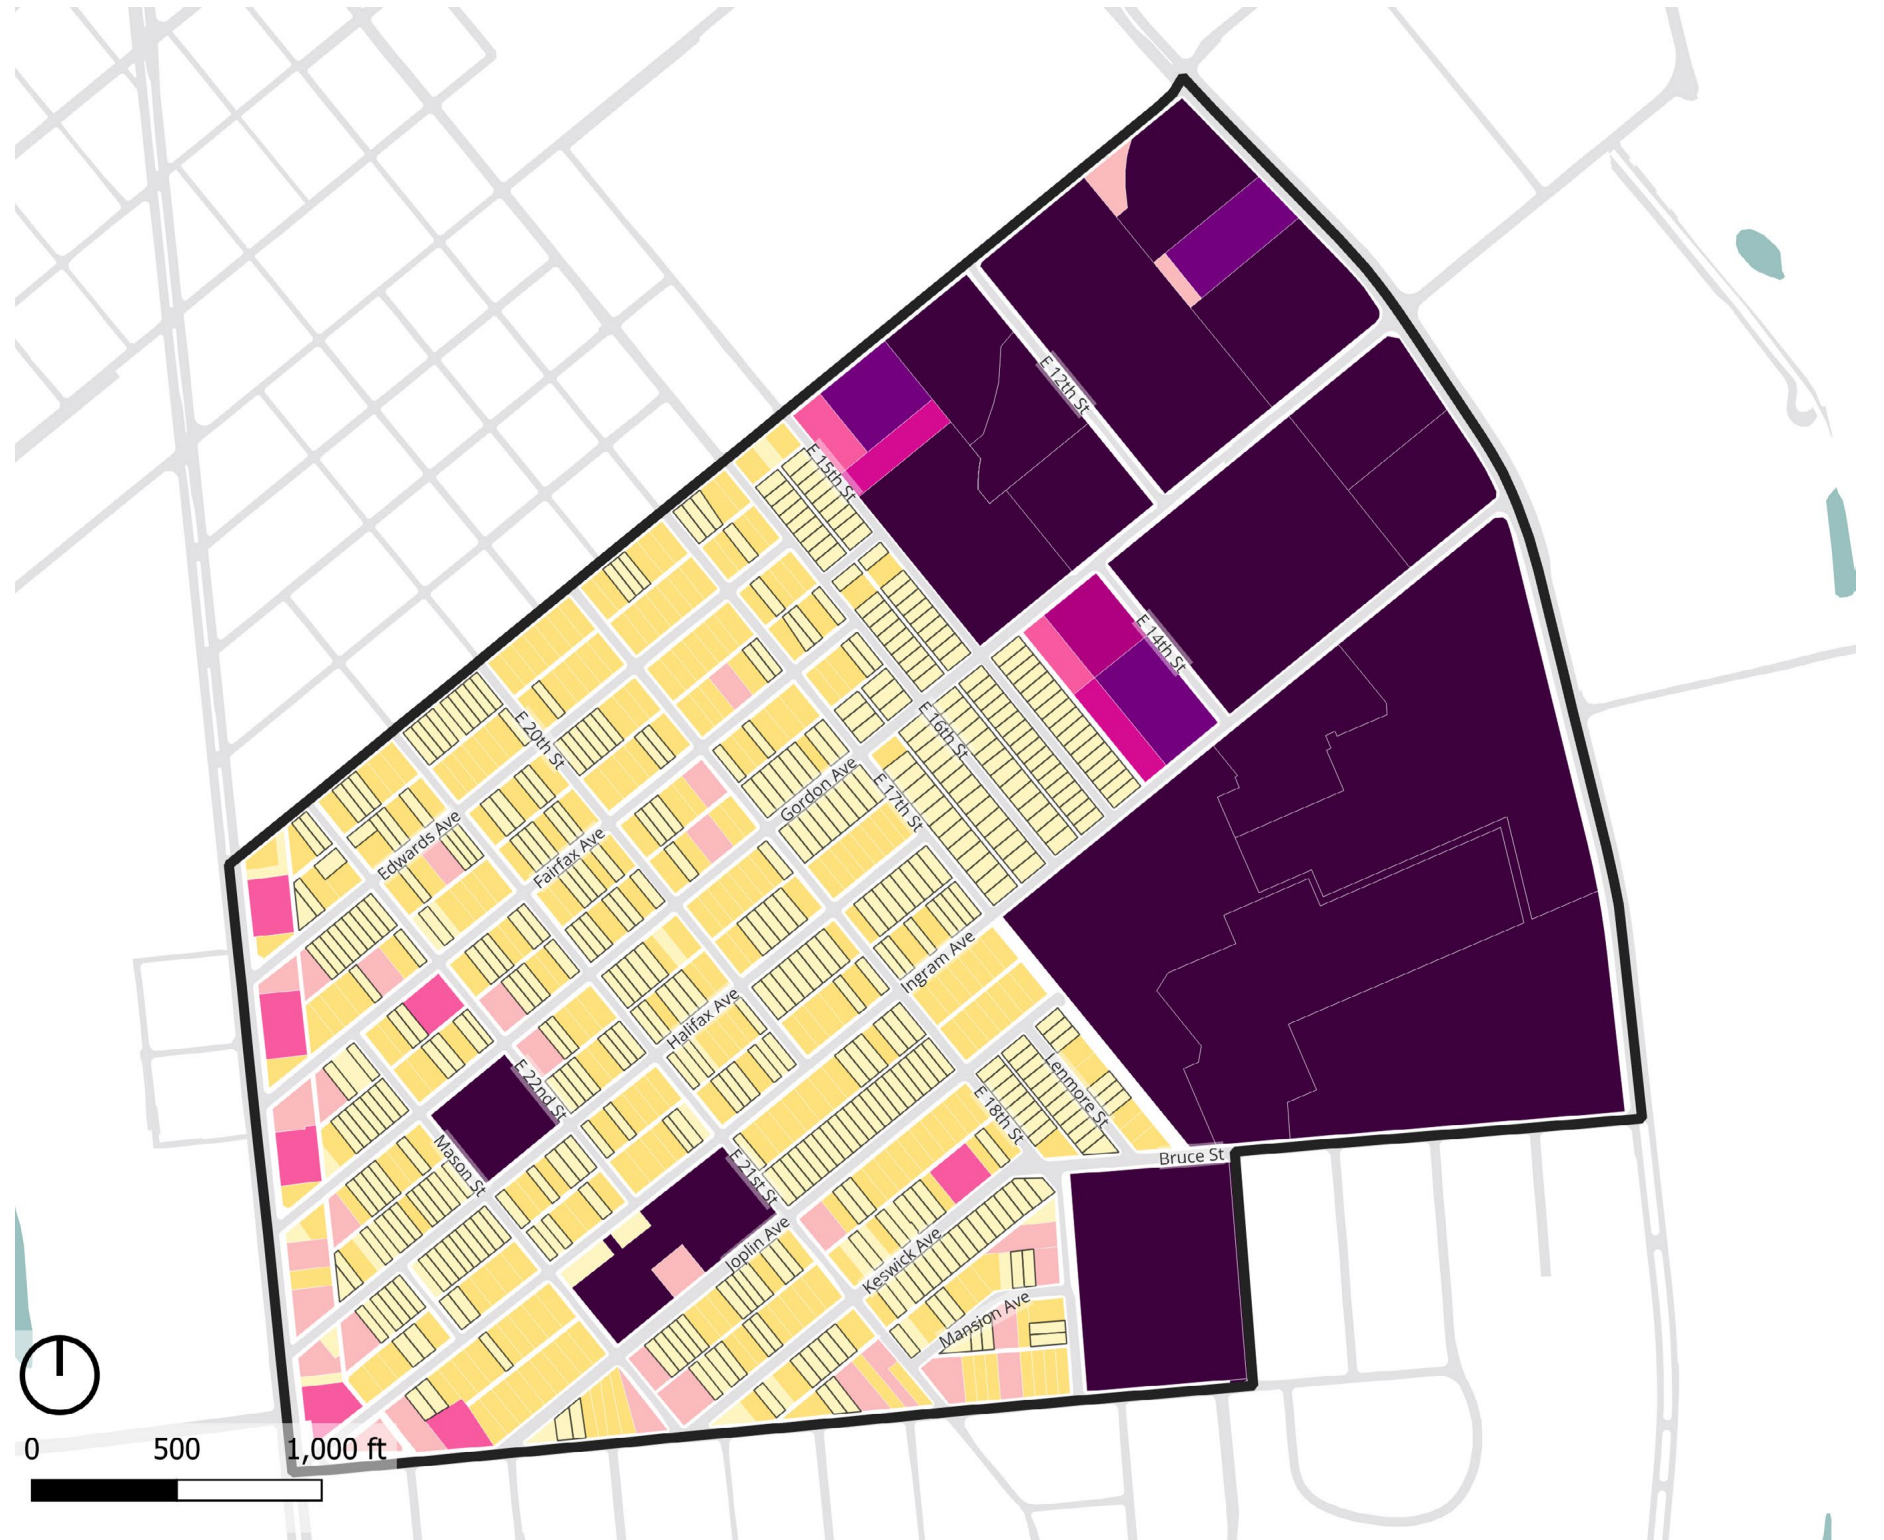 E 12th St
E 15th St
E 14th St
E 16th St
E 20th St
Gordon Ave
E 17th St
Edwards Ave
Fairfax Ave
Ingram Ave
Halifax Ave
E 22nd St
Lenmore St
E 18th St
Mason St
Bruce St
E 21st St
Joplin Ave
Keswick Ave
Mansion Ave
0 500 1,000 ft